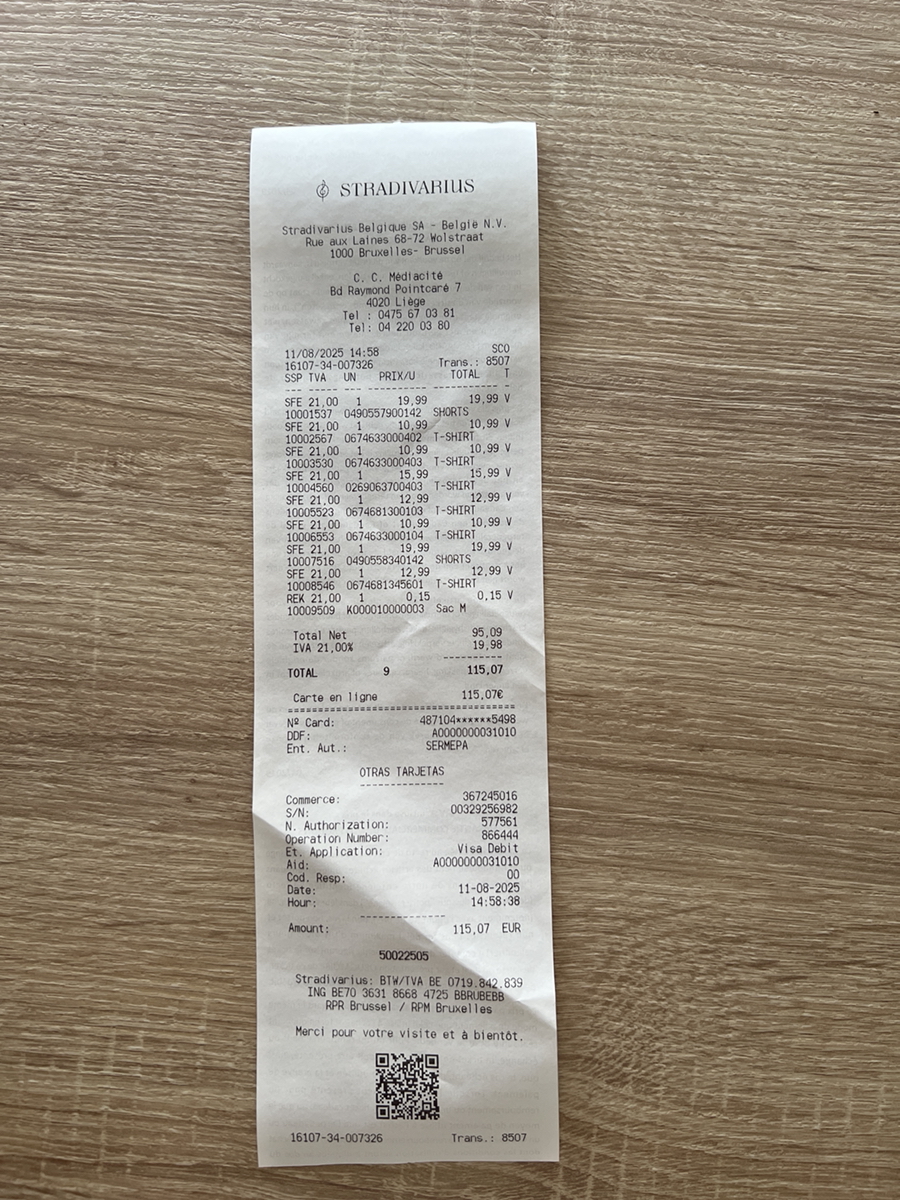 STRADIVARIUS
Stradivarius Belgique SA - België N.V.
Rue aux Laines 68-72 Wolstraat
1000 Bruxelles- Brussel
C. C. Médiacité
Bd Raymond Pointcaré 7
4020 Liège
Tel : 0475 67 03 81
Tel: 04 220 03 80
11/08/2025 14:58 SCO
16107-34-007326 Trans.: 8507
SSP TVA UN PRIX/U TOTAL T
--- ----- --- ---------- ----------- -
SFE 21,00 1 19,99 19,99 V
10001537 0490557900142 SHORTS
SFE 21,00 1 10,99 10,99 V
10002567 0674633000402 T-SHIRT
SFE 21,00 1 10,99 10,99 V
10003530 0674633000403 T-SHIRT
SFE 21,00 1 15,99 15,99 V
10004560 0269063700403 T-SHIRT
SFE 21,00 1 12,99 12,99 V
10005523 0674681300103 T-SHIRT
SFE 21,00 1 10,99 10,99 V
10006553 0674633000104 T-SHIRT
SFE 21,00 1 19,99 19,99 V
10007516 0490558340142 SHORTS
SFE 21,00 1 12,99 12,99 V
10008546 0674681345601 T-SHIRT
REK 21,00 1 0,15 0,15 V
10009509 K000010000003 Sac M
Total Net 95,09
IVA 21,00% 19,98
----------
TOTAL 9 115,07
Carte en ligne 115,07€
========================================
Nº Card: 487104******5498
DDF: A0000000031010
Ent. Aut.: SERMEPA
OTRAS TARJETAS
--------------
Commerce: 367245016
S/N: 00329256982
N. Authorization: 577561
Operation Number: 866444
Et. Application: Visa Debit
Aid: A0000000031010
Cod. Resp: 00
Date: 11-08-2025
Hour: 14:58:38
--------------
Amount: 115,07 EUR
50022505
Stradivarius: BTW/TVA BE 0719.842.839
ING BE70 3631 8668 4725 BBRUBEBB
RPR Brussel / RPM Bruxelles
Merci pour votre visite et à bientôt.
16107-34-007326 Trans.: 8507